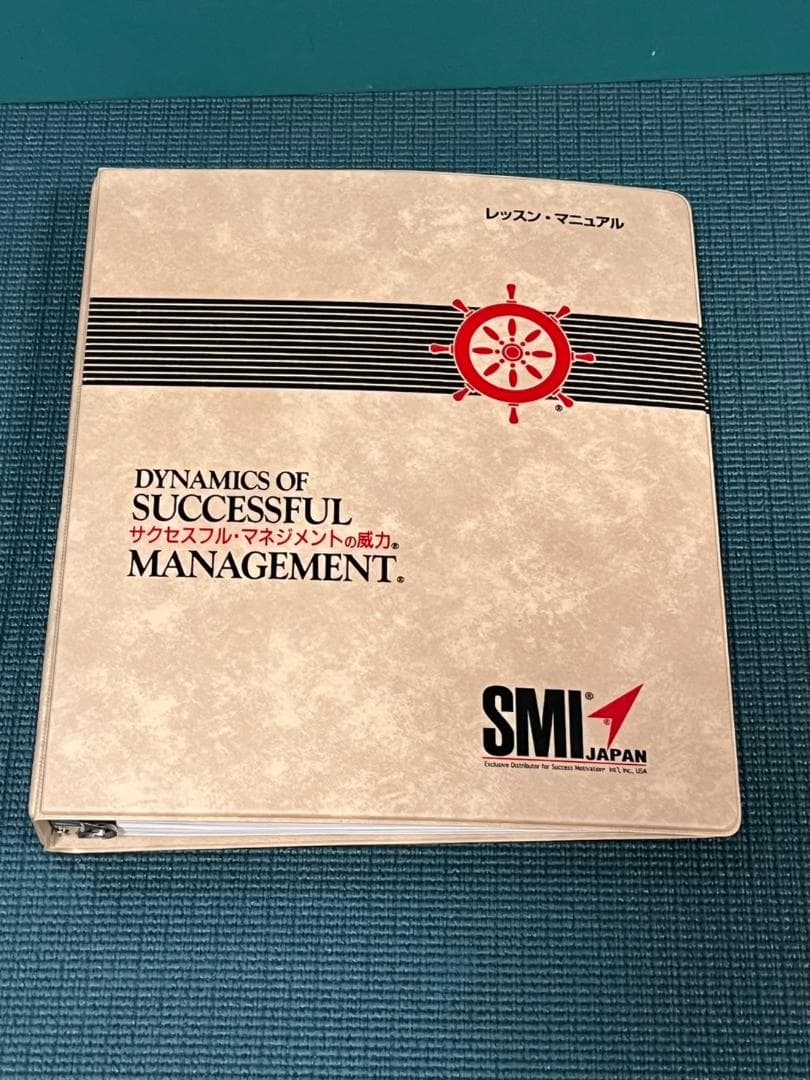 レッスン・マニュアル
®
DYNAMICS OF
SUCCESSFUL
サクセスフル・マネジメントの威力®
MANAGEMENT®
SMI®
®
JAPAN
Exclusive Distributor for Success Motivation® Int'l, Inc., USA